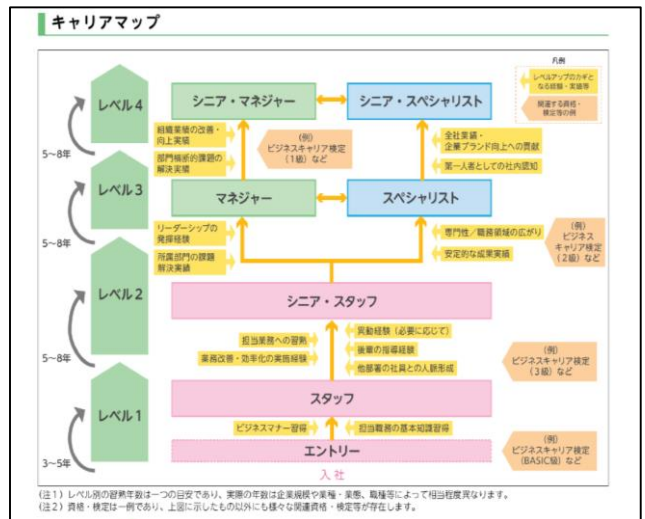 キャリアマップ
凡例
レベルアップのカギと
なる経験・実績等
関連する資格・
検定等の例
レベル4
シニア・マネジャー
シニア・スペシャリスト
5～8年
組織業績の改善・
向上実績
部門横断的課題の
解決実績
(例)
ビジネスキャリア検定
(1級) など
全社業績・
企業ブランド向上への貢献
第一人者としての社内認知
レベル3
マネジャー
スペシャリスト
5～8年
リーダーシップの
発揮経験
所属部門の課題
解決実績
専門性／職務領域の広がり
安定的な成果実績
(例)
ビジネス
キャリア検定
(2級) など
レベル2
シニア・スタッフ
5～8年
担当業務への習熟
業務改善・効率化の実施経験
異動経験（必要に応じて）
後輩の指導経験
他部署の社員との人脈形成
(例)
ビジネスキャリア検定
(3級) など
レベル1
スタッフ
ビジネスマナー習得
担当職務の基本知識習得
3～5年
エントリー
(例)
ビジネスキャリア検定
(BASIC級) など
入社
(注1) レベル別の習熟年数は一つの目安であり、実際の年数は企業規模や業種・業態、職種等によって相当程度異なります。
(注2) 資格・検定は一例であり、上図に示したもの以外にも様々な関連資格・検定等が存在します。